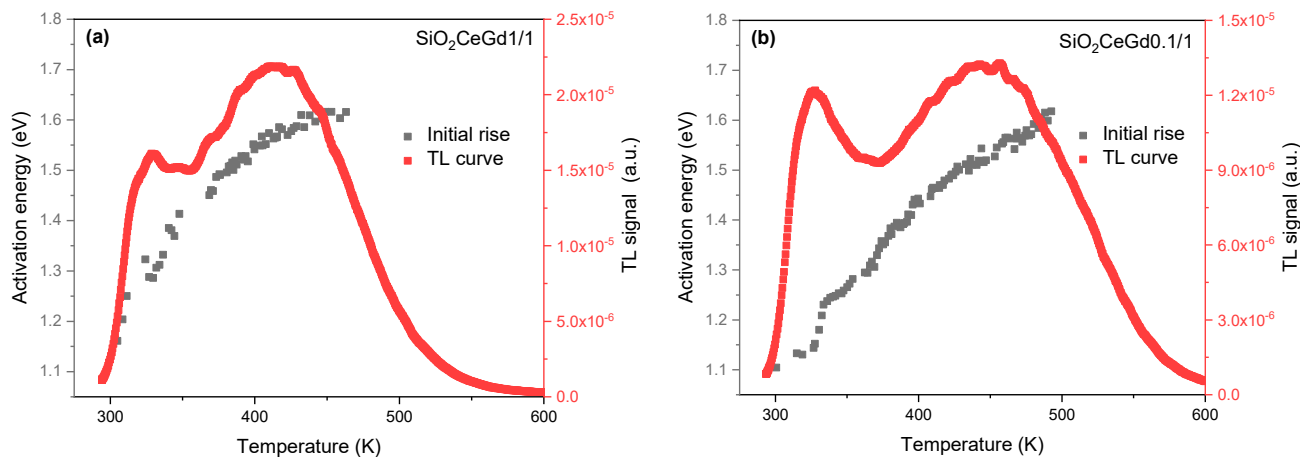 (a)
SiO₂CeGd1/1
Activation energy (eV)
1.8
1.7
1.6
1.5
1.4
1.3
1.2
1.1
Initial rise
TL curve
2.5x10⁻⁵
2.0x10⁻⁵
1.5x10⁻⁵
1.0x10⁻⁵
5.0x10⁻⁶
0.0
TL signal (a.u.)
300 400 500 600
Temperature (K)
(b)
SiO₂CeGd0.1/1
Activation energy (eV)
1.8
1.7
1.6
1.5
1.4
1.3
1.2
1.1
Initial rise
TL curve
1.5x10⁻⁵
1.2x10⁻⁵
9.0x10⁻⁶
6.0x10⁻⁶
3.0x10⁻⁶
0.0
TL signal (a.u.)
300 400 500 600
Temperature (K)